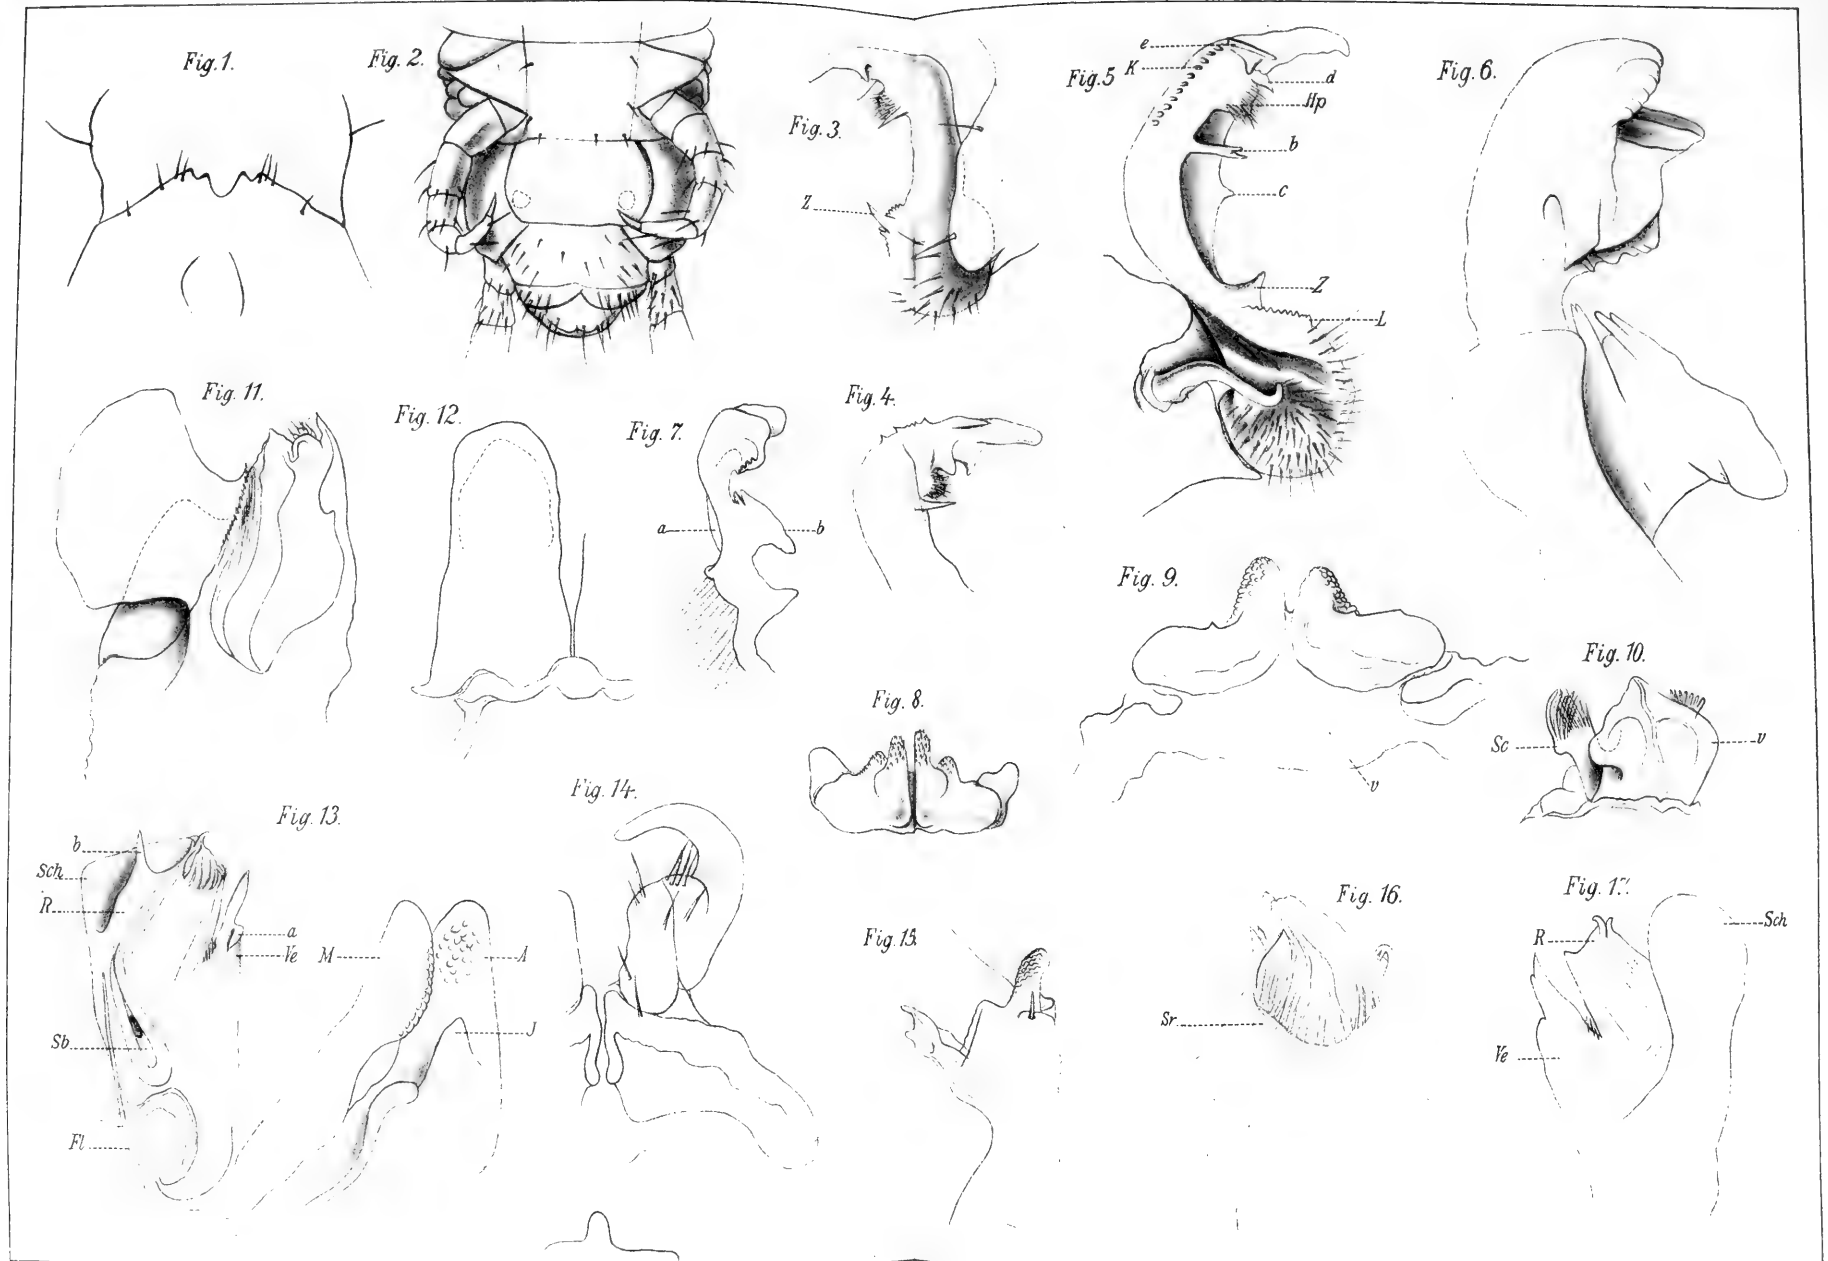 Fig. 1.
Fig. 2.
Fig. 3.
Z
Fig. 5
e
K
d
Hp
b
c
Z
L
Fig. 6.
Fig. 11.
Fig. 12.
Fig. 7.
a
b
Fig. 4.
Fig. 9.
v
Fig. 8.
Fig. 10.
Sc
v
Fig. 13.
b
Sch
R
a
Ve
Sb
Fl
M
A
J
Fig. 14.
Fig. 15.
Fig. 16.
Sr
Fig. 17.
R
Sch
Ve